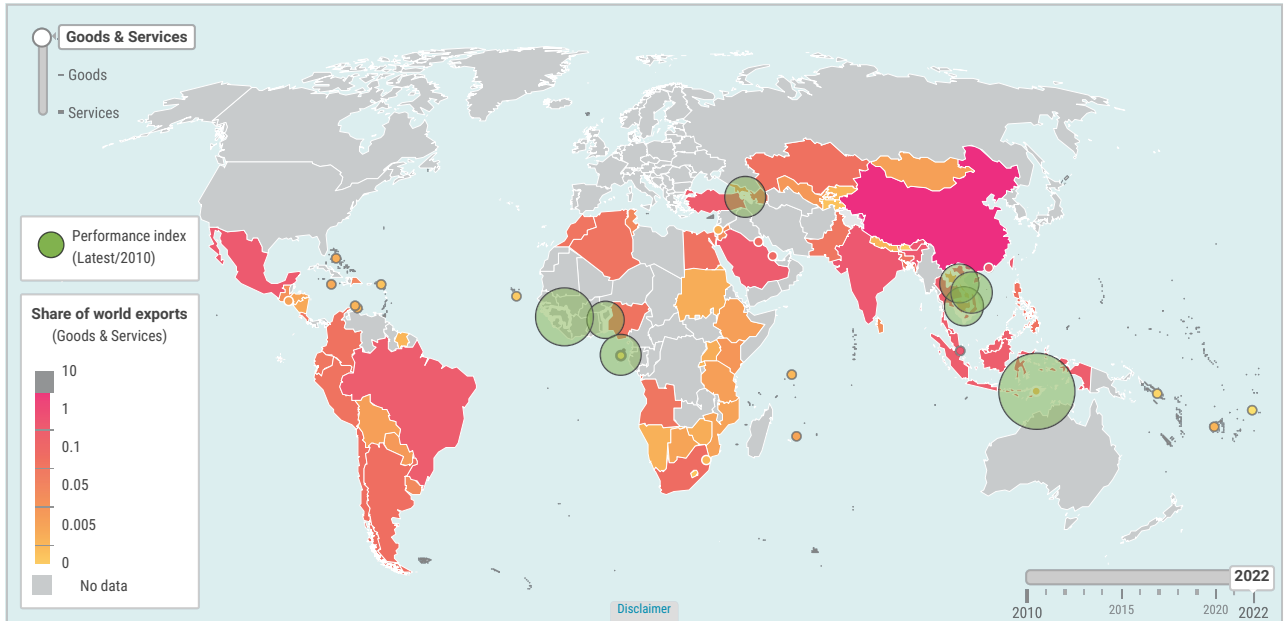 Goods & Services
Goods
Services
Performance index
(Latest/2010)
Share of world exports
(Goods & Services)
10
1
0.1
0.05
0.005
0
No data
Disclaimer
2022
2010
2015
2020
2022